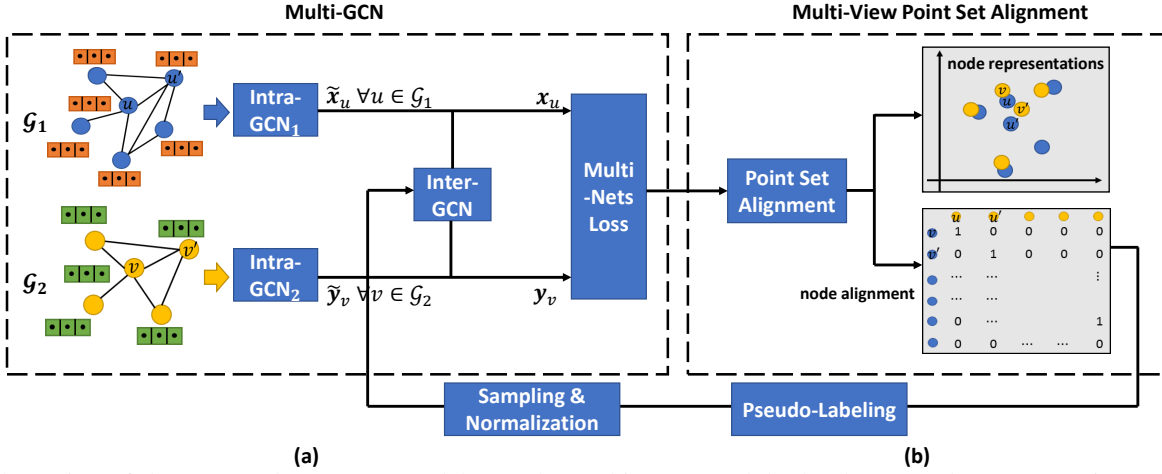 Multi-GCN
Multi-View Point Set Alignment
u'
u
𝒢₁
Intra-
GCN₁
x̃ᵤ ∀u ∈ 𝒢₁
xᵤ
Inter-
GCN
Multi
-Nets
Loss
v'
v
𝒢₂
Intra-
GCN₂
ỹᵥ ∀v ∈ 𝒢₂
yᵥ
Point Set
Alignment
node representations
v
u
v'
u'
node alignment
u u'
v 1 0 0 0 0
v' 0 1 0 0 0
... ... ⋮
... ...
0 ... 1
0 0 ... ... 0
Sampling &
Normalization
Pseudo-Labeling
(a)
(b)